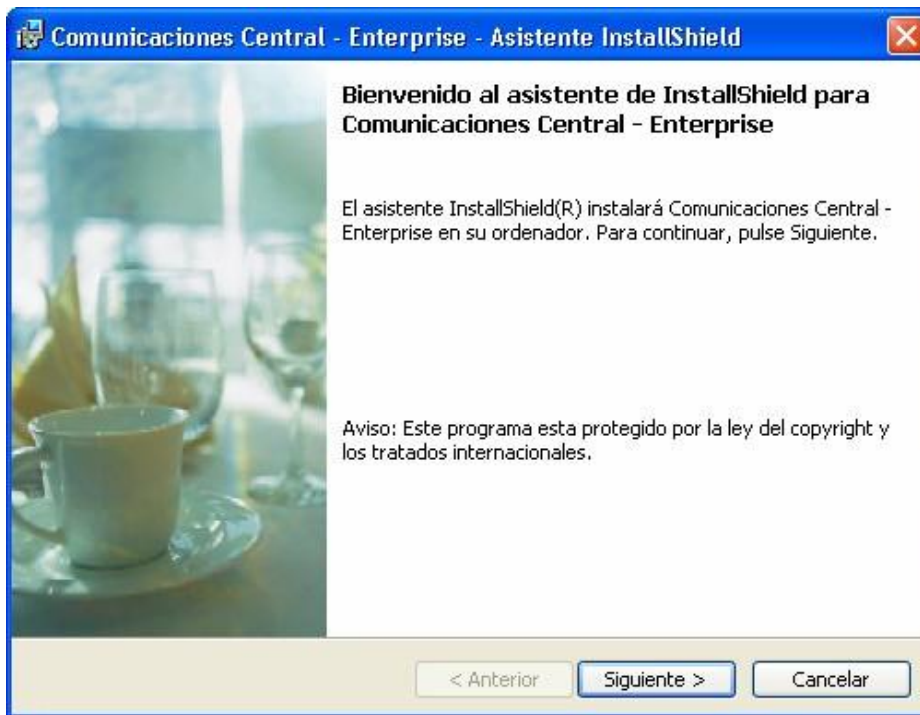 Comunicaciones Central - Enterprise - Asistente InstallShield
Bienvenido al asistente de InstallShield para
Comunicaciones Central - Enterprise
El asistente InstallShield(R) instalará Comunicaciones Central -
Enterprise en su ordenador. Para continuar, pulse Siguiente.
Aviso: Este programa esta protegido por la ley del copyright y
los tratados internacionales.
< Anterior
Siguiente >
Cancelar